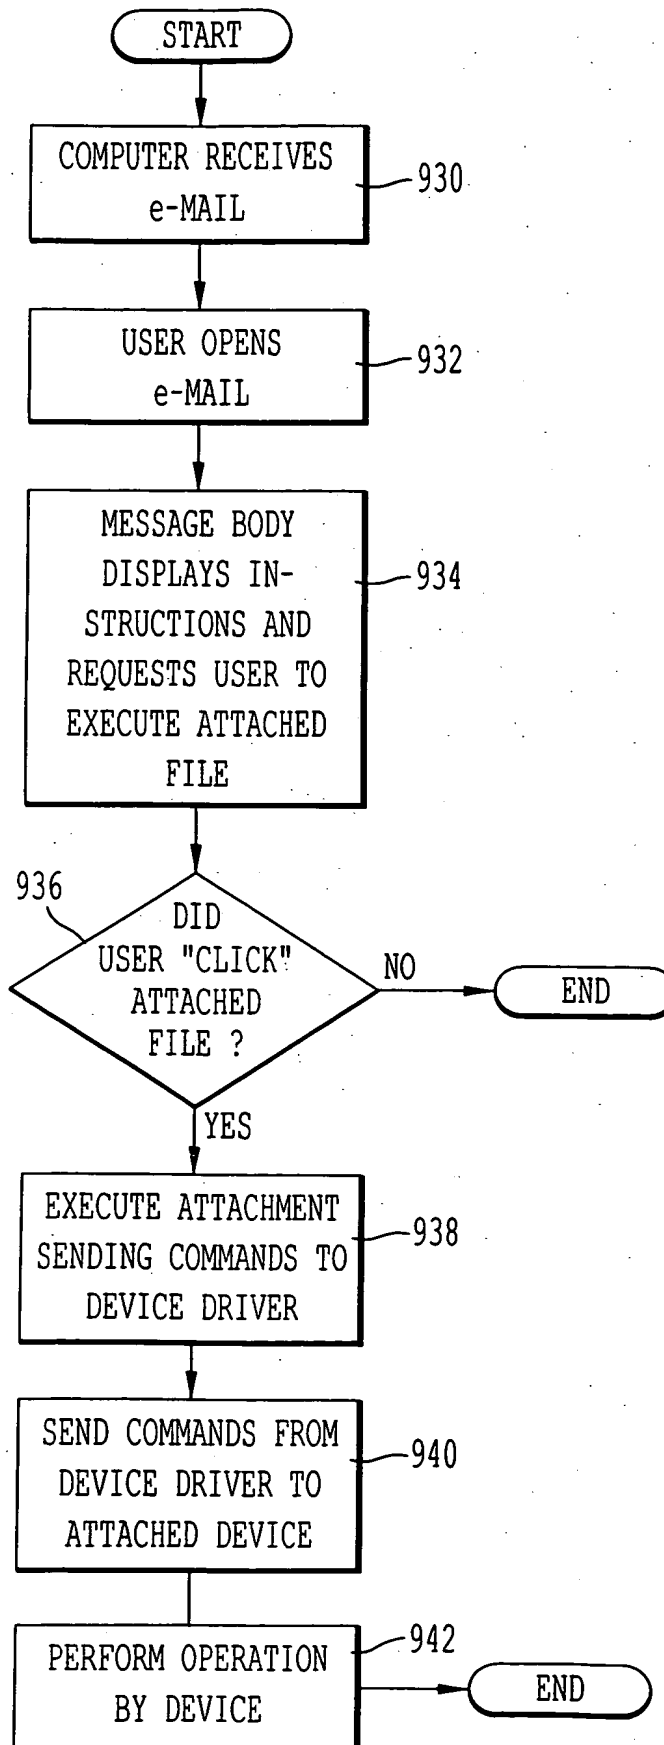 START
COMPUTER RECEIVES
e-MAIL
930
USER OPENS
e-MAIL
932
MESSAGE BODY
DISPLAYS IN-
STRUCTIONS AND
REQUESTS USER TO
EXECUTE ATTACHED
FILE
934
936
DID
USER "CLICK"
ATTACHED
FILE ?
NO
END
YES
EXECUTE ATTACHMENT
SENDING COMMANDS TO
DEVICE DRIVER
938
SEND COMMANDS FROM
DEVICE DRIVER TO
ATTACHED DEVICE
940
PERFORM OPERATION
BY DEVICE
942
END